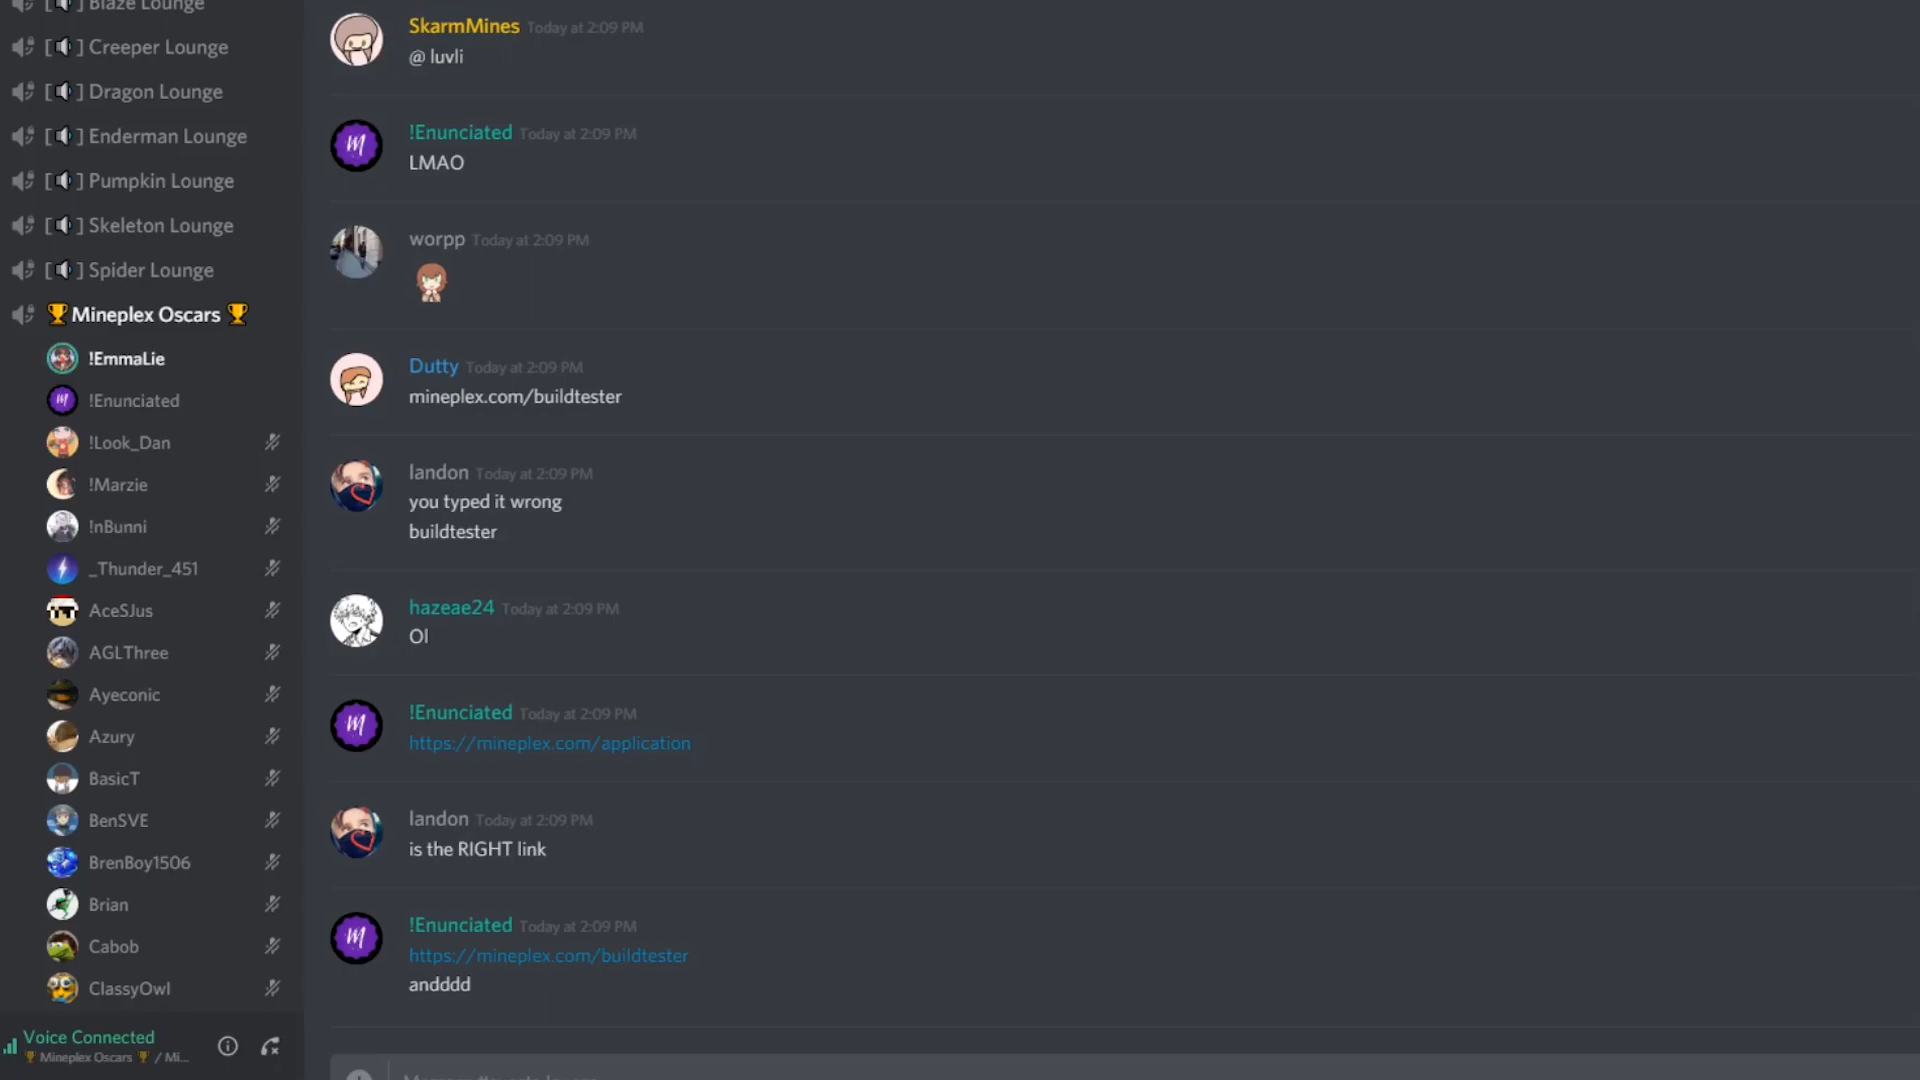 [ ] Blaze Lounge
[ ] Creeper Lounge
[ ] Dragon Lounge
[ ] Enderman Lounge
[ ] Pumpkin Lounge
[ ] Skeleton Lounge
[ ] Spider Lounge
Mineplex Oscars
!EmmaLie
!Enunciated
!Look_Dan
!Marzie
!nBunni
_Thunder_451
AceSJus
AGLThree
Ayeconic
Azury
BasicT
BenSVE
BrenBoy1506
Brian
Cabob
ClassyOwl
Voice Connected
Mineplex Oscars / Mi...
SkarmMines Today at 2:09 PM
@ luvli
!Enunciated Today at 2:09 PM
LMAO
worpp Today at 2:09 PM
Dutty Today at 2:09 PM
mineplex.com/buildtester
landon Today at 2:09 PM
you typed it wrong
buildtester
hazeae24 Today at 2:09 PM
OI
!Enunciated Today at 2:09 PM
https://mineplex.com/application
landon Today at 2:09 PM
is the RIGHT link
!Enunciated Today at 2:09 PM
https://mineplex.com/buildtester
andddd